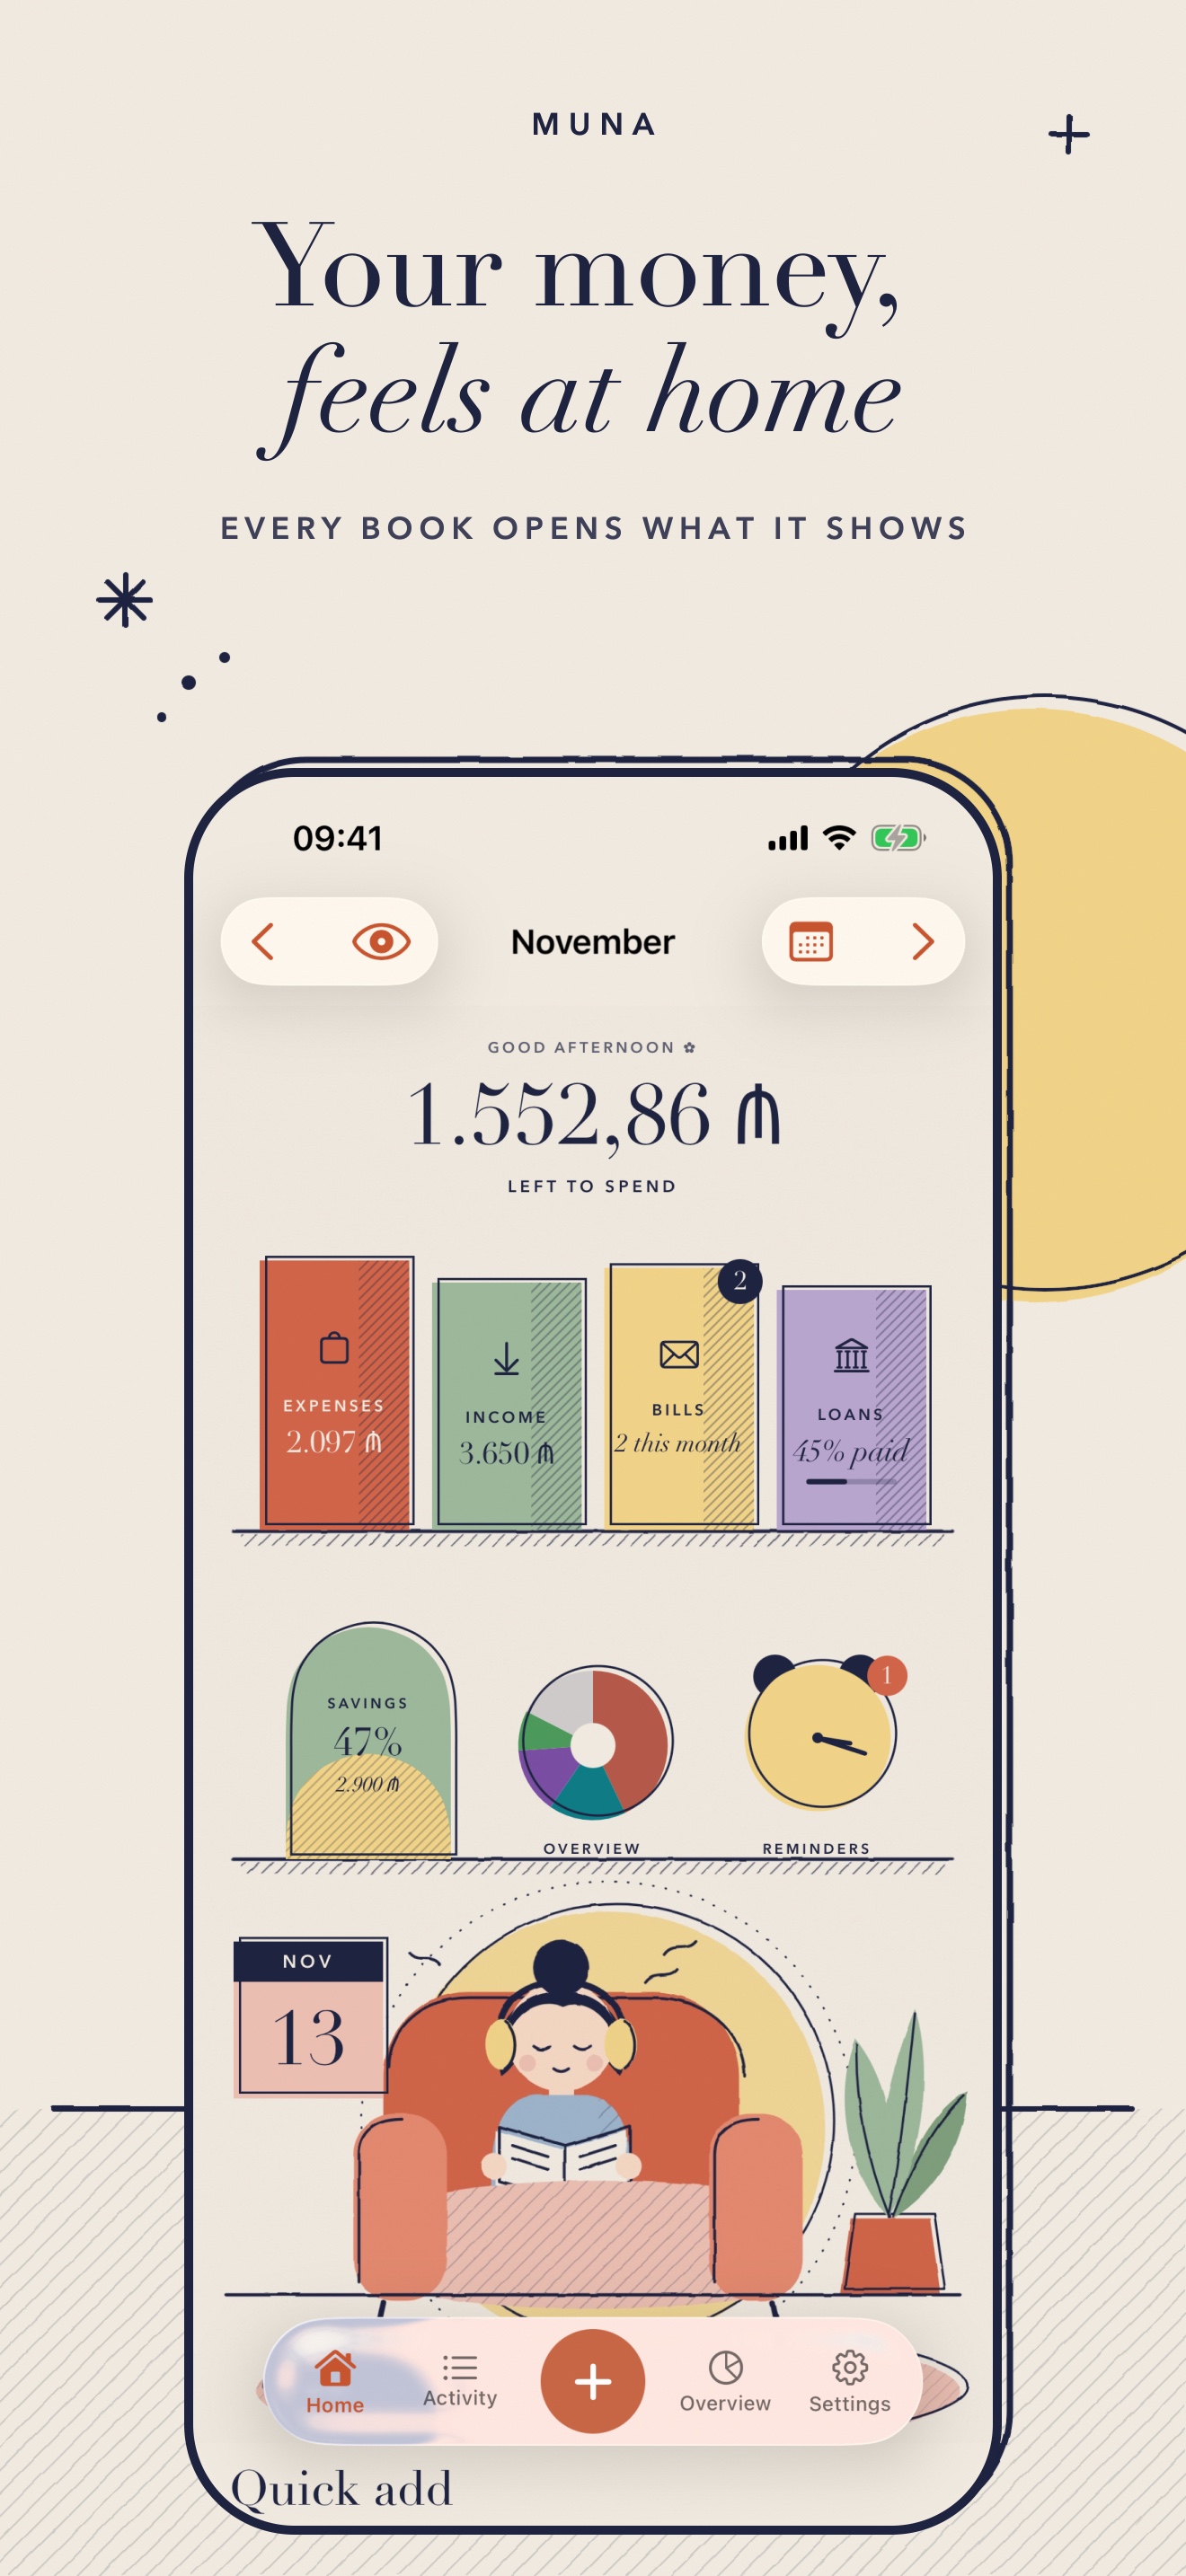 MUNA
Your money,
feels at home
EVERY BOOK OPENS WHAT IT SHOWS
09:41
November
GOOD AFTERNOON ✿
1.552,86 ₼
LEFT TO SPEND
2
EXPENSES
2.097 ₼
INCOME
3.650 ₼
BILLS
2 this month
LOANS
45% paid
SAVINGS
47%
2.900 ₼
OVERVIEW
1
REMINDERS
NOV
13
Home
Activity
Overview
Settings
Quick add